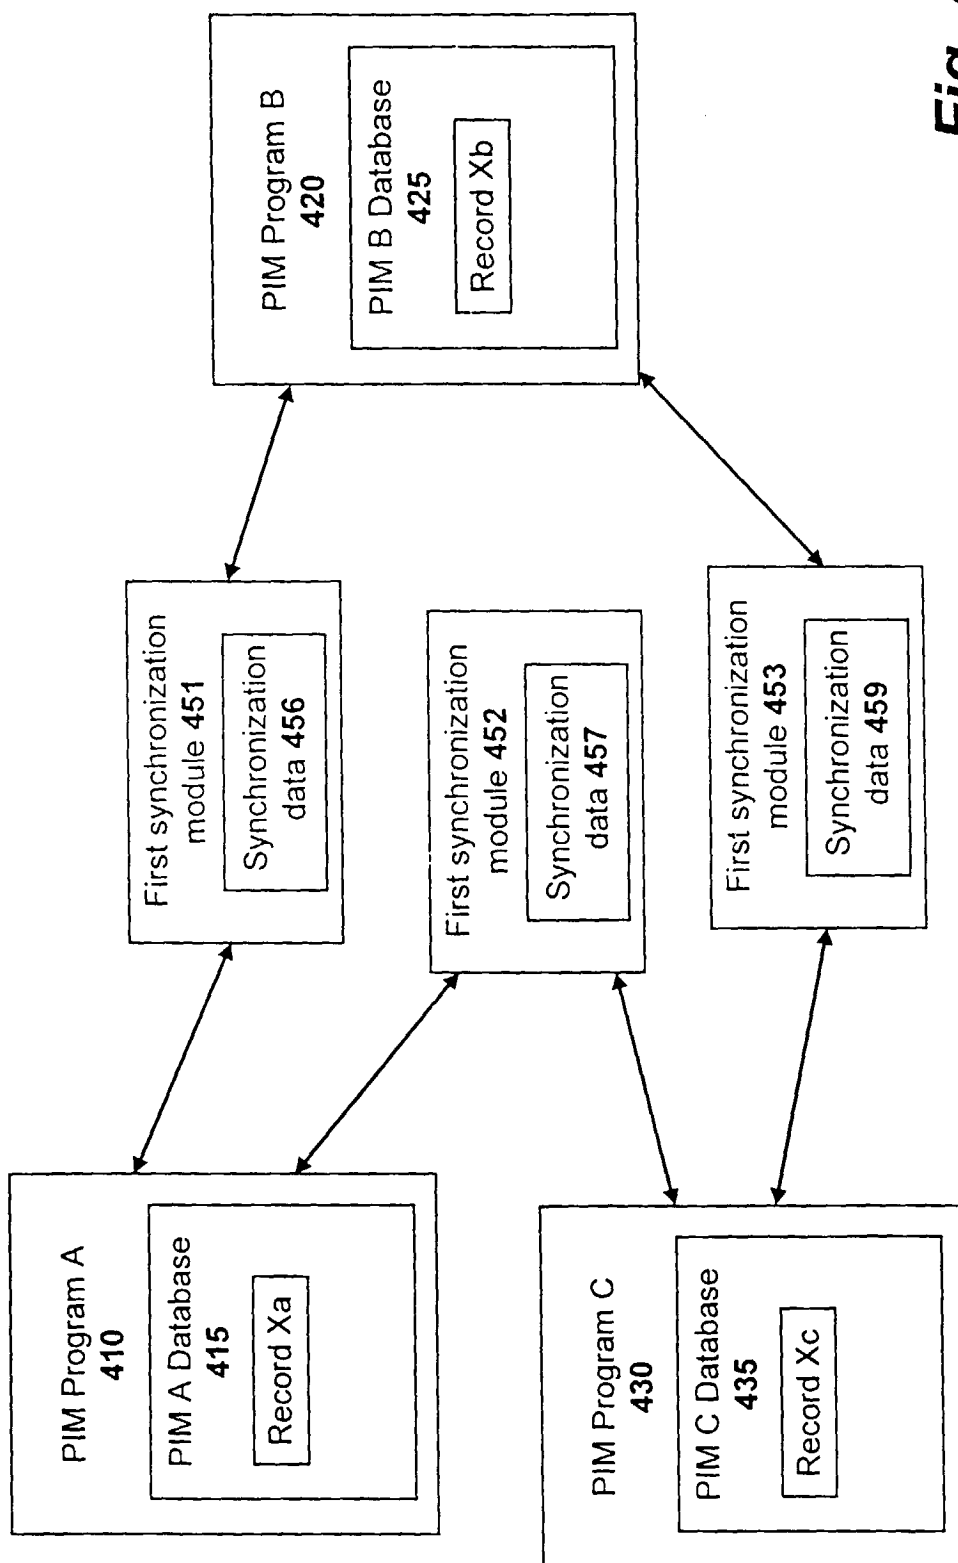 PIM Program A
410
PIM A Database
415
Record Xa
PIM Program C
430
PIM C Database
435
Record Xc
First synchronization
module 451
Synchronization
data 456
First synchronization
module 452
Synchronization
data 457
First synchronization
module 453
Synchronization
data 459
PIM Program B
420
PIM B Database
425
Record Xb
Fig.